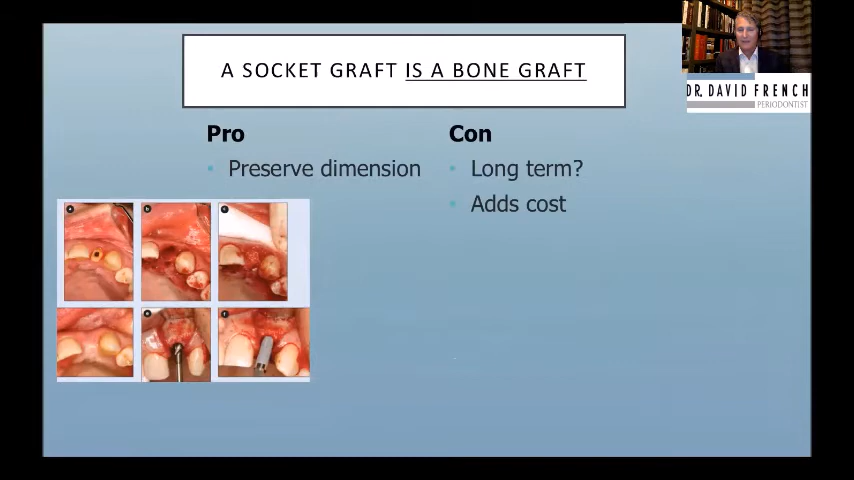 A SOCKET GRAFT IS A BONE GRAFT
DR. DAVID FRENCH
PERIODONTIST
Pro
• Preserve dimension
Con
• Long term?
• Adds cost
a
b
c
e
f